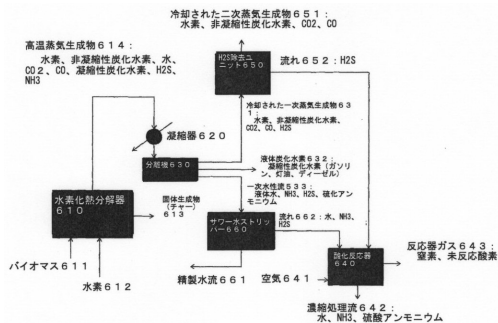 冷却された二次蒸気生成物６５１：
水素、非凝縮性炭化水素、CO2、CO
高温蒸気生成物６１４：
水素、非凝縮性炭化水素、水、
CO２、CO、凝縮性炭化水素、H2S、
NH3
H2S除去ユ
ニット６５０
流れ６５２：H2S
冷却された一次蒸気生成物６３
１：
水素、非凝縮性炭化水素、
CO2、CO、H2S
凝縮器６２０
分離機６３０
液体炭化水素６３２：
凝縮性炭化水素（ガソリ
ン、灯油、ディーゼル）
一次水性流５３３：
液体水、NH3、H2S、硫化アン
モニウム
水素化熱分解器
６１０
固体生成物
（チャー）
６１３
サワー水ストリッ
パー６６０
流れ６６２：水、NH3、
H2S
酸化反応器
６４０
反応器ガス６４３：
窒素、未反応酸素
バイオマス６１１
水素６１２
精製水流６６１
空気６４１
濃縮処理流６４２：
水、NH3、硫酸アンモニウム